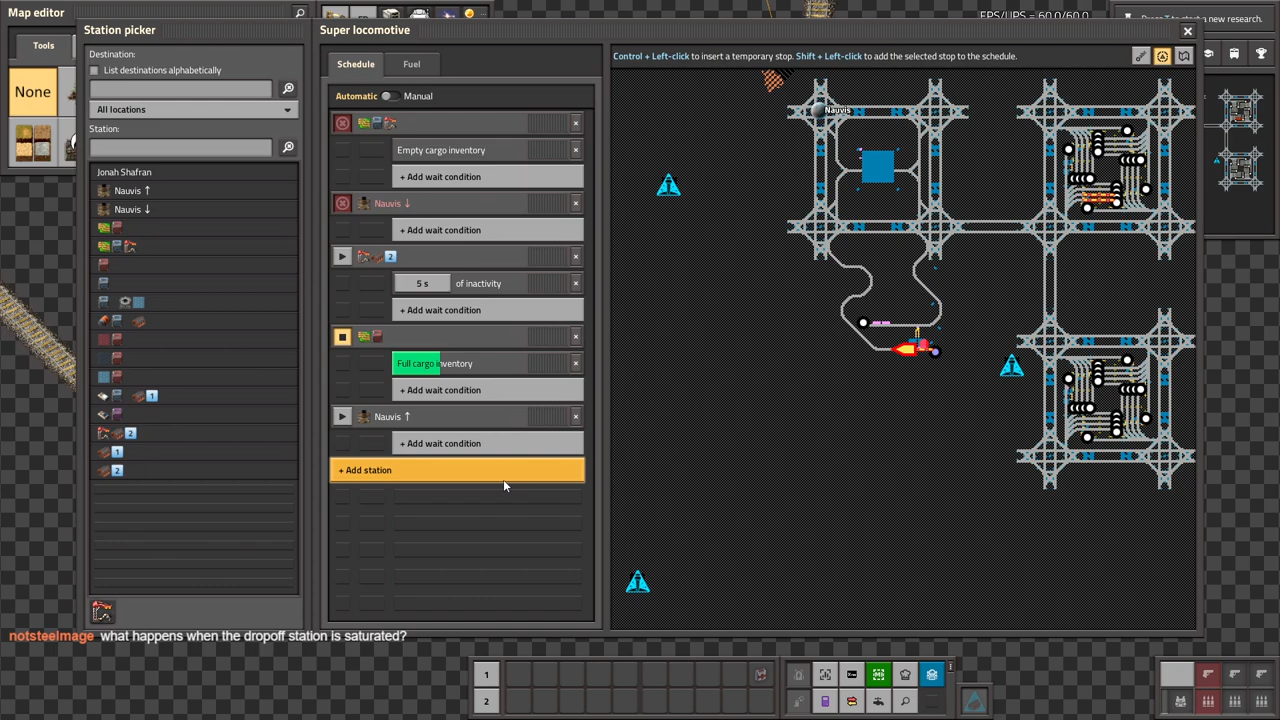 Map editor
Tools
None
Station picker
Destination:
List destinations alphabetically
All locations
Station:
Jonah Shafran
Nauvis ↑
Nauvis ↓
1
2
1
2
Super locomotive
Schedule
Fuel
Automatic
Manual
Empty cargo inventory
+ Add wait condition
Nauvis ↓
+ Add wait condition
2
5 s
of inactivity
+ Add wait condition
Full cargo inventory
+ Add wait condition
Nauvis ↑
+ Add wait condition
+ Add station
Control + Left-click to insert a temporary stop. Shift + Left-click to add the selected stop to the schedule.
Nauvis
FPS/UPS = 60.0/60.0
to start a new research.
notsteelmage what happens when the dropoff station is saturated?
1
2